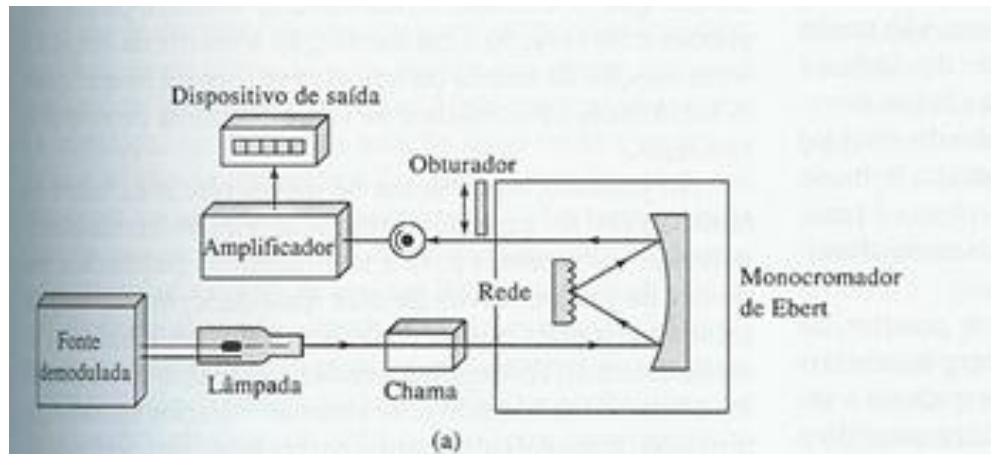 Dispositivo de saída
Obturador
Amplificador
Rede
Monocromador
de Ebert
Fonte
demodulada
Lâmpada
Chama
(a)